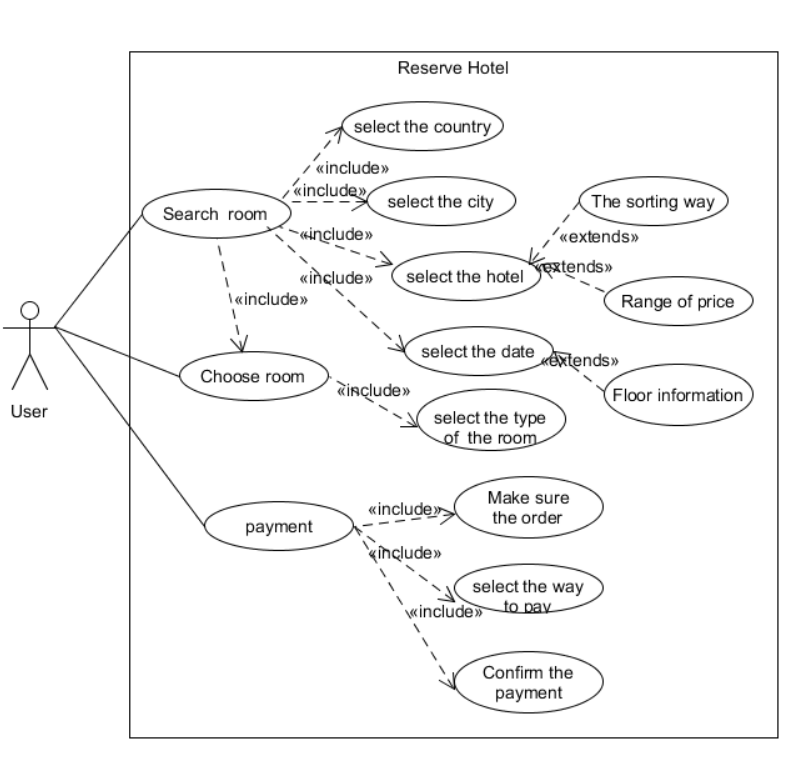 Reserve Hotel
select the country
«include»
«include»
select the city
The sorting way
Search room
«include»
«extends»
select the hotel
«extends»
«include»
Range of price
«include»
select the date
«extends»
Choose room
«include»
Floor information
User
select the type
of the room
Make sure
the order
«include»
payment
«include»
select the way
to pay
«include»
Confirm the
payment